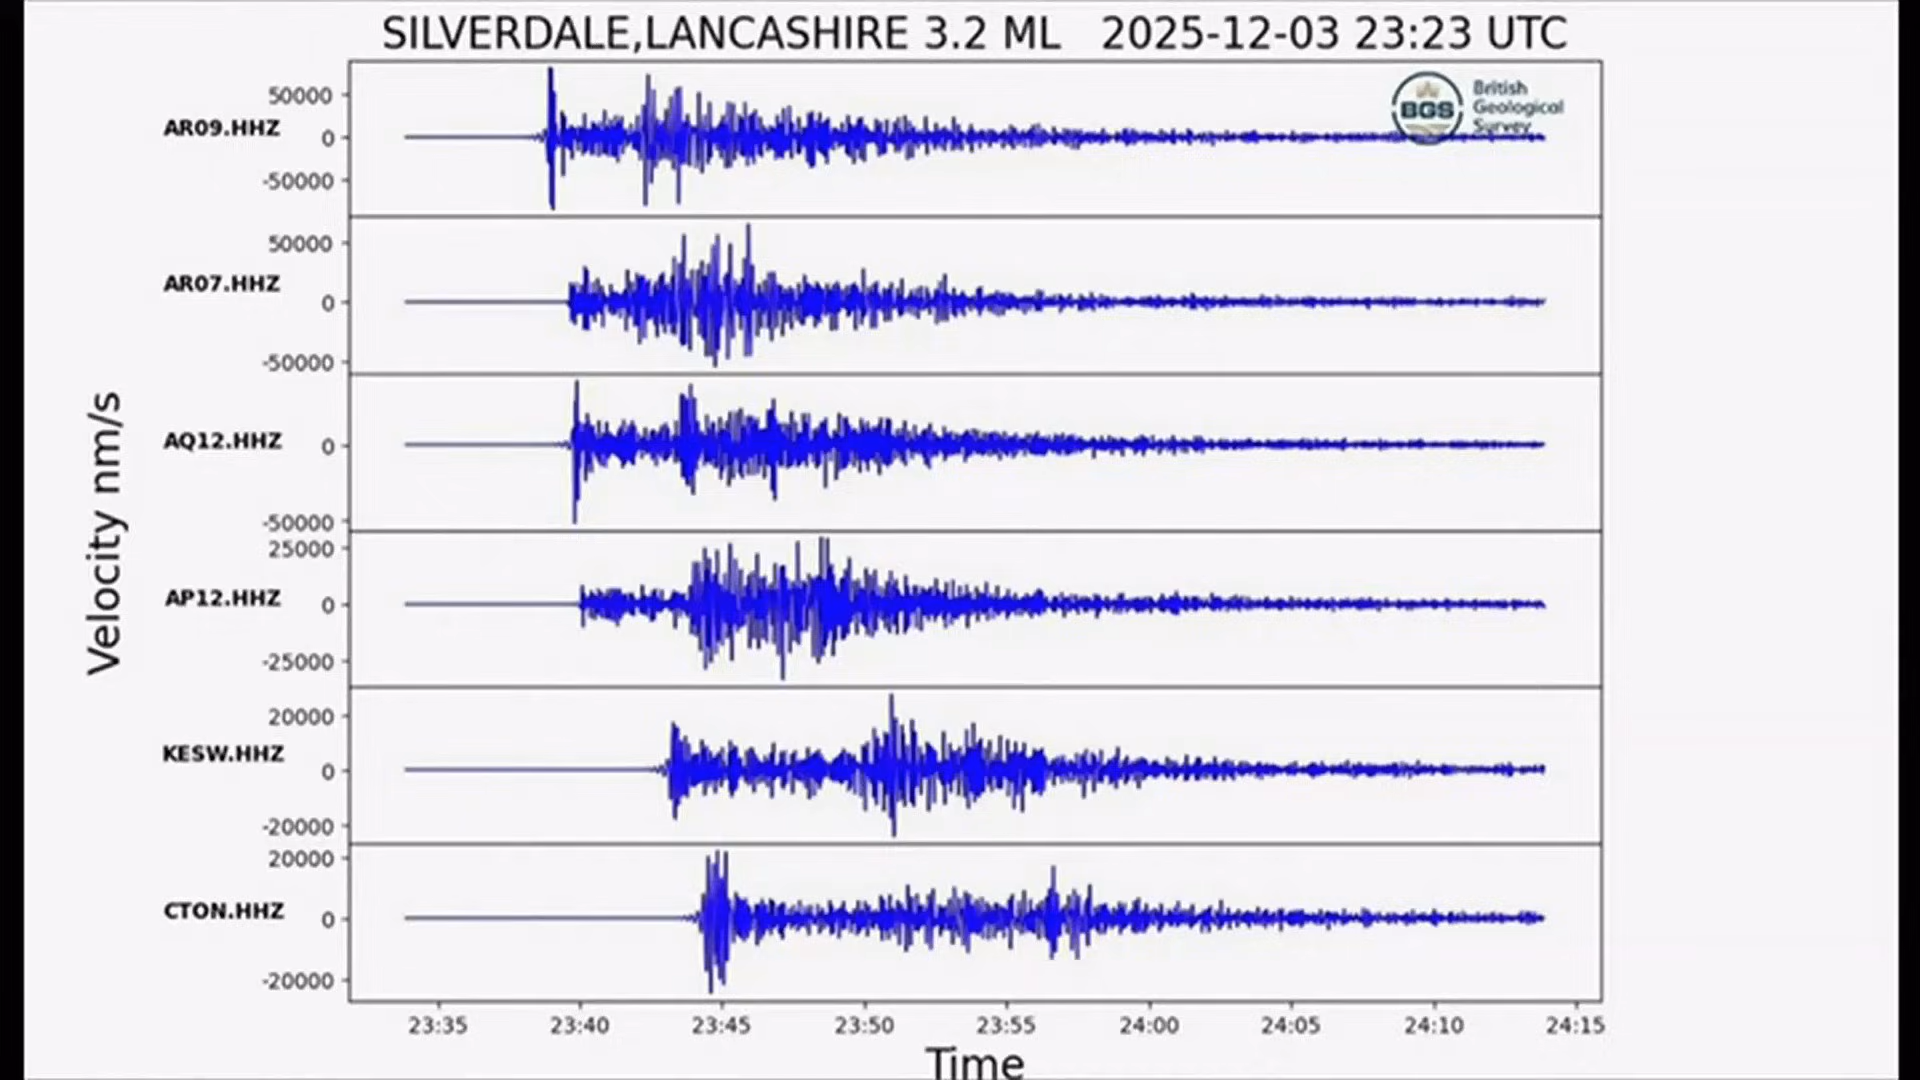 SILVERDALE,LANCASHIRE 3.2 ML 2025-12-03 23:23 UTC
British
Geological
Survey
BGS
Velocity nm/s
AR09.HHZ
50000
0
-50000
AR07.HHZ
50000
0
-50000
AQ12.HHZ
0
-50000
AP12.HHZ
25000
0
-25000
KESW.HHZ
20000
0
-20000
CTON.HHZ
20000
0
-20000
23:35 23:40 23:45 23:50 23:55 24:00 24:05 24:10 24:15
Time